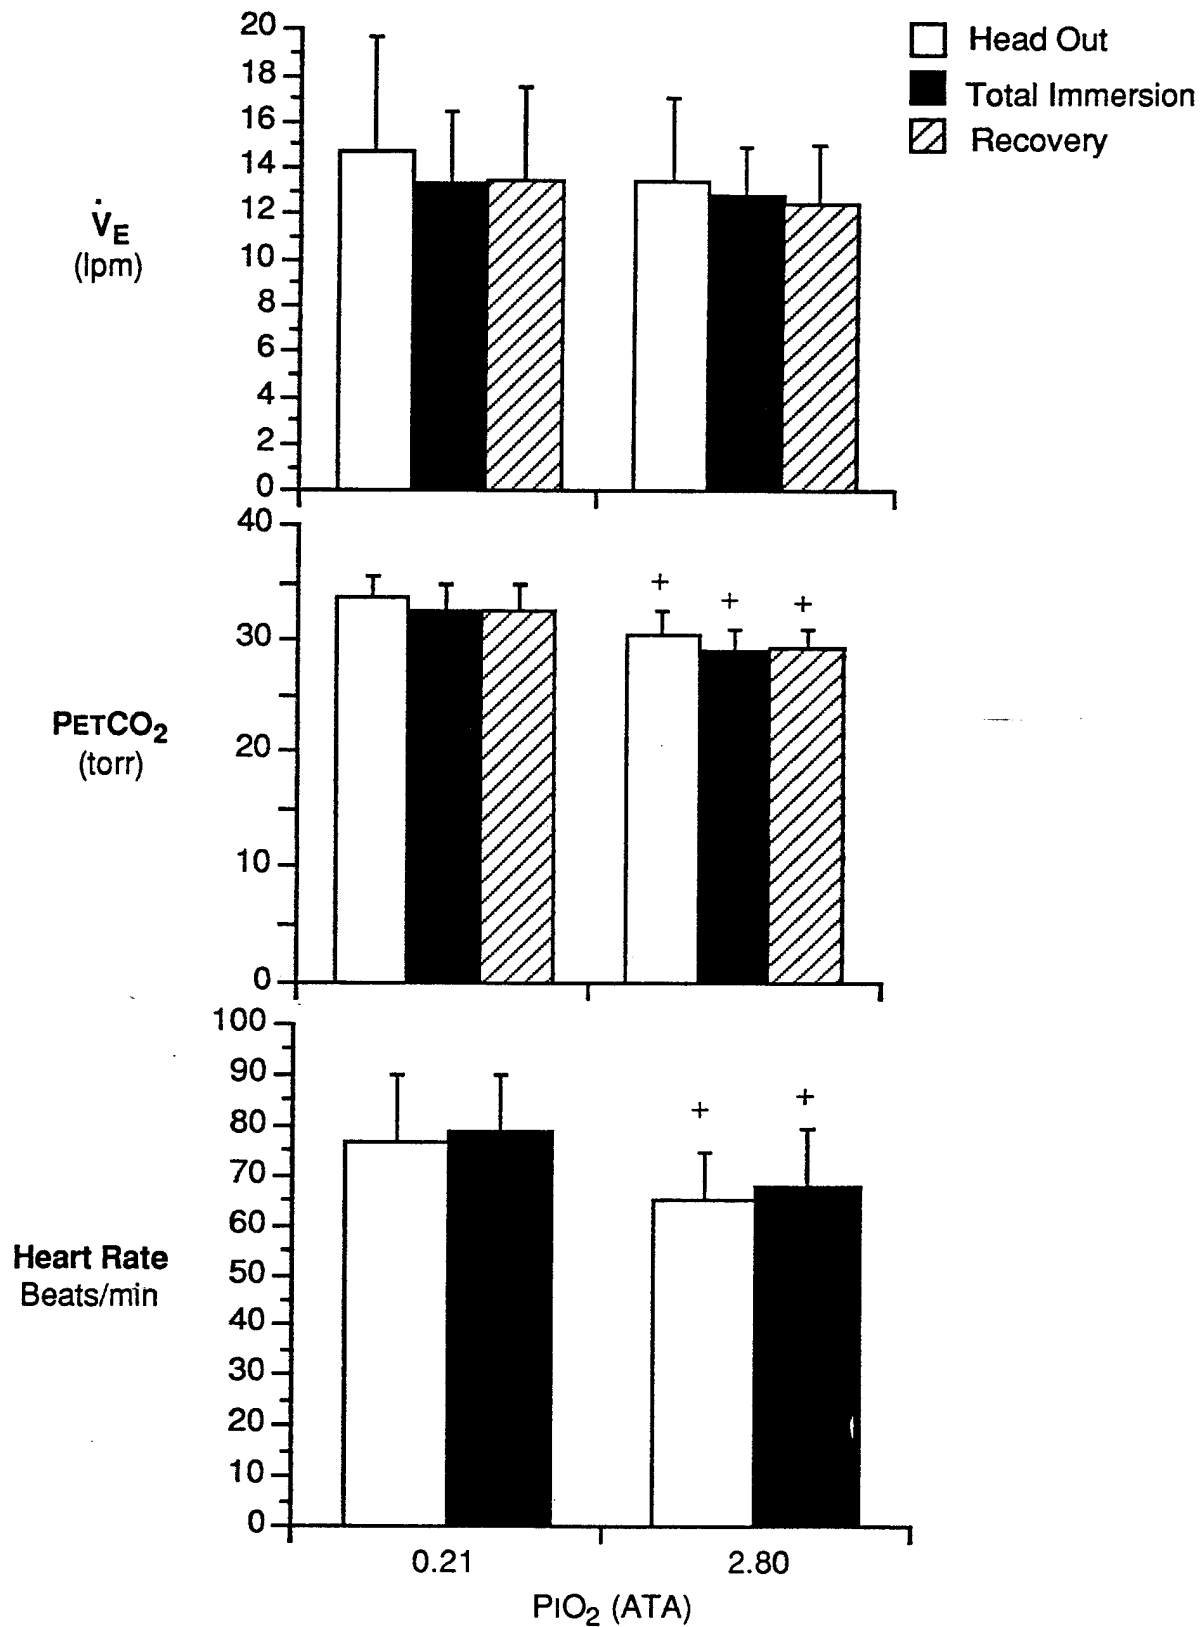 Head Out
Total Immersion
Recovery
20
18
16
14
12
10
8
6
4
2
0
V̇E
(lpm)
40
30
20
10
0
+ + +
PETCO2
(torr)
100
90
80
70
60
50
40
30
20
10
0
+ +
Heart Rate
Beats/min
0.21 2.80
PIO2 (ATA)